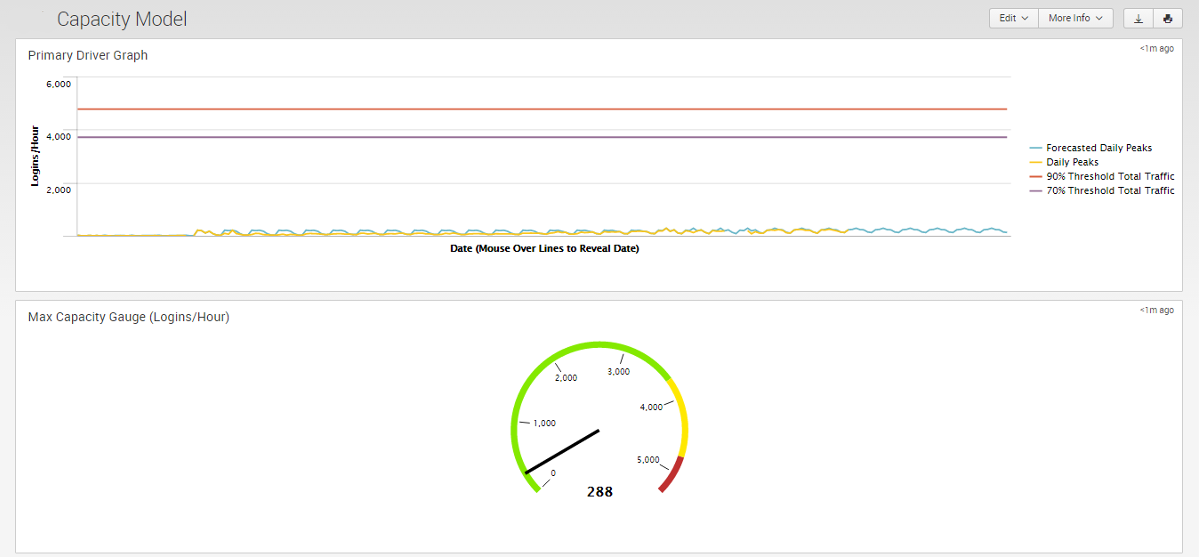 Capacity Model
Edit
More Info
Primary Driver Graph
<1m ago
6,000
4,000
2,000
Logins/Hour
Date (Mouse Over Lines to Reveal Date)
Forecasted Daily Peaks
Daily Peaks
90% Threshold Total Traffic
70% Threshold Total Traffic
Max Capacity Gauge (Logins/Hour)
<1m ago
0
1,000
2,000
3,000
4,000
5,000
288